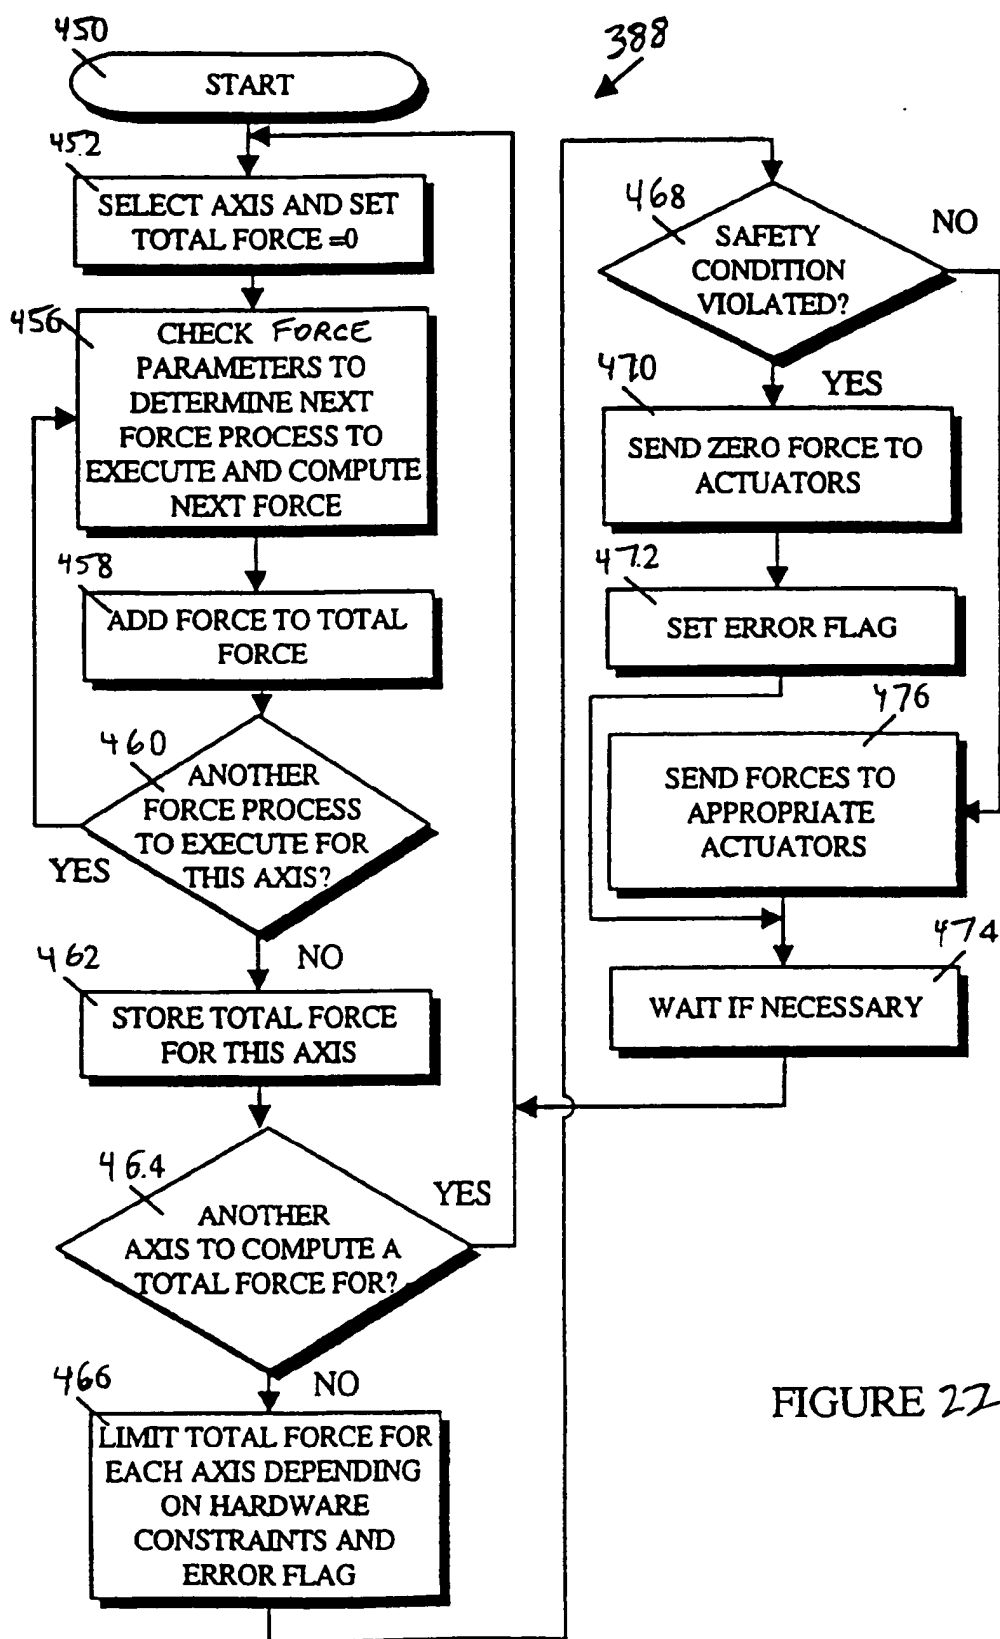 450
START
388
452
SELECT AXIS AND SET
TOTAL FORCE =0
456
CHECK FORCE
PARAMETERS TO
DETERMINE NEXT
FORCE PROCESS TO
EXECUTE AND COMPUTE
NEXT FORCE
458
ADD FORCE TO TOTAL
FORCE
460
ANOTHER
FORCE PROCESS
TO EXECUTE FOR
THIS AXIS?
YES
NO
462
STORE TOTAL FORCE
FOR THIS AXIS
464
ANOTHER
AXIS TO COMPUTE A
TOTAL FORCE FOR?
YES
NO
466
LIMIT TOTAL FORCE FOR
EACH AXIS DEPENDING
ON HARDWARE
CONSTRAINTS AND
ERROR FLAG
468
SAFETY
CONDITION
VIOLATED?
NO
YES
470
SEND ZERO FORCE TO
ACTUATORS
472
SET ERROR FLAG
476
SEND FORCES TO
APPROPRIATE
ACTUATORS
474
WAIT IF NECESSARY
FIGURE 22